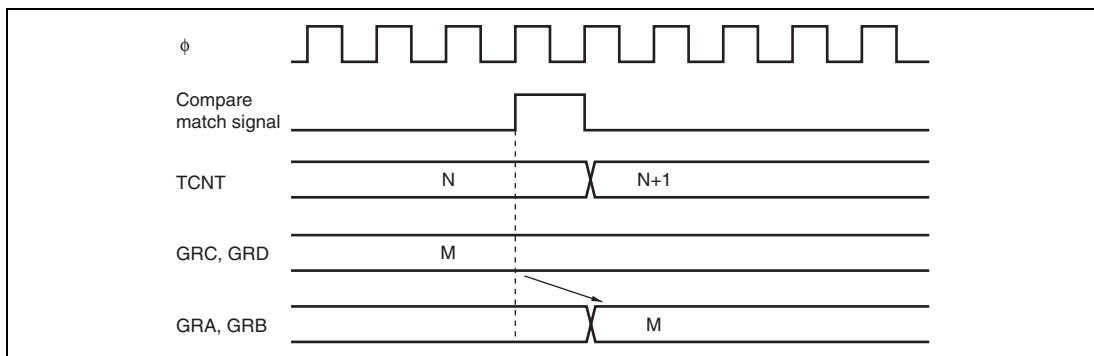 ϕ
Compare
match signal
TCNT N N+1
GRC, GRD M
GRA, GRB M